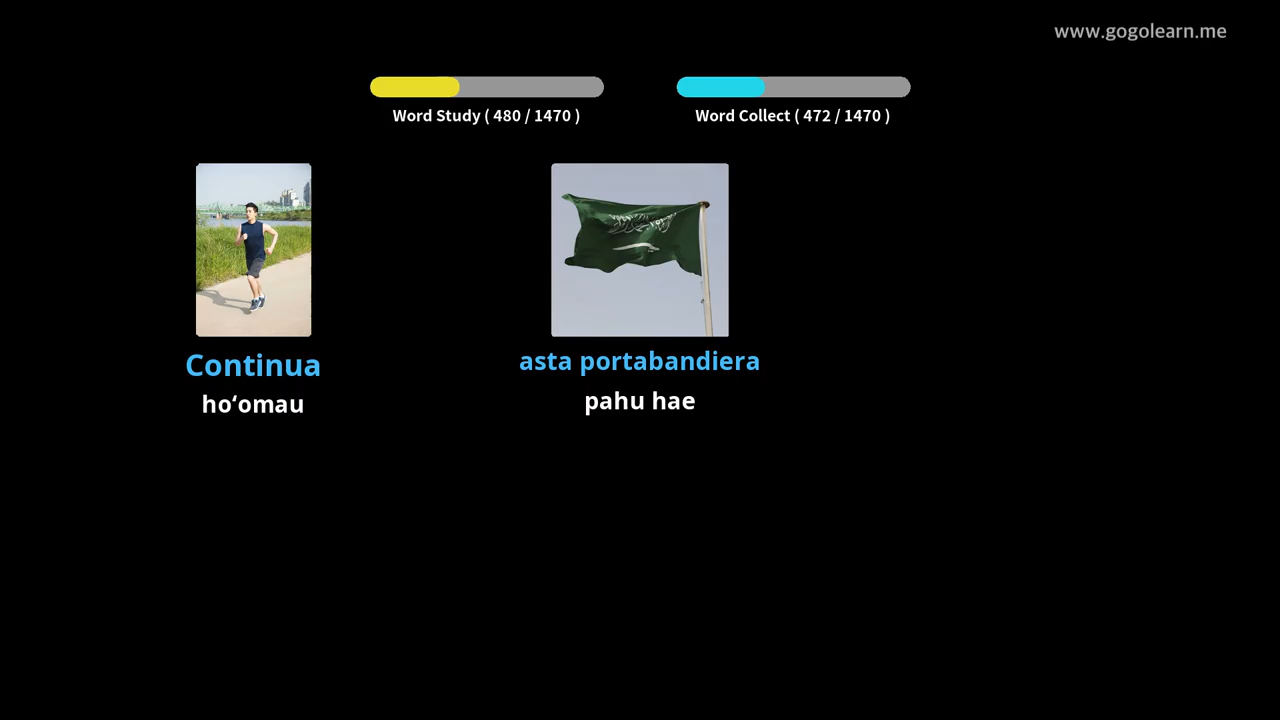 www.gogolearn.me
Word Study ( 480 / 1470 )
Word Collect ( 472 / 1470 )
Continua
hoʻomau
asta portabandiera
pahu hae